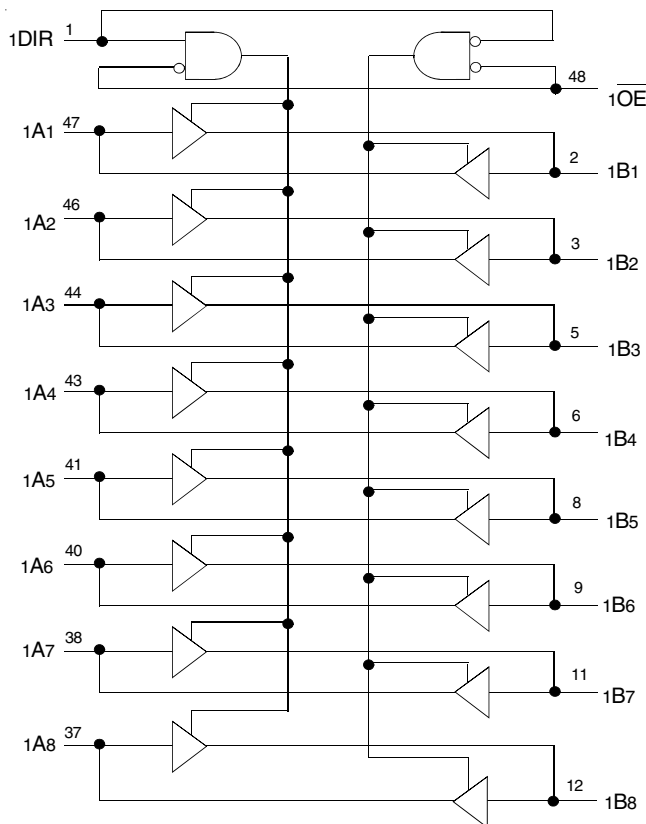 1DIR 1
48 1O̅E̅
1A1 47
2 1B1
1A2 46
3 1B2
1A3 44
5 1B3
1A4 43
6 1B4
1A5 41
8 1B5
1A6 40
9 1B6
1A7 38
11 1B7
1A8 37
12 1B8